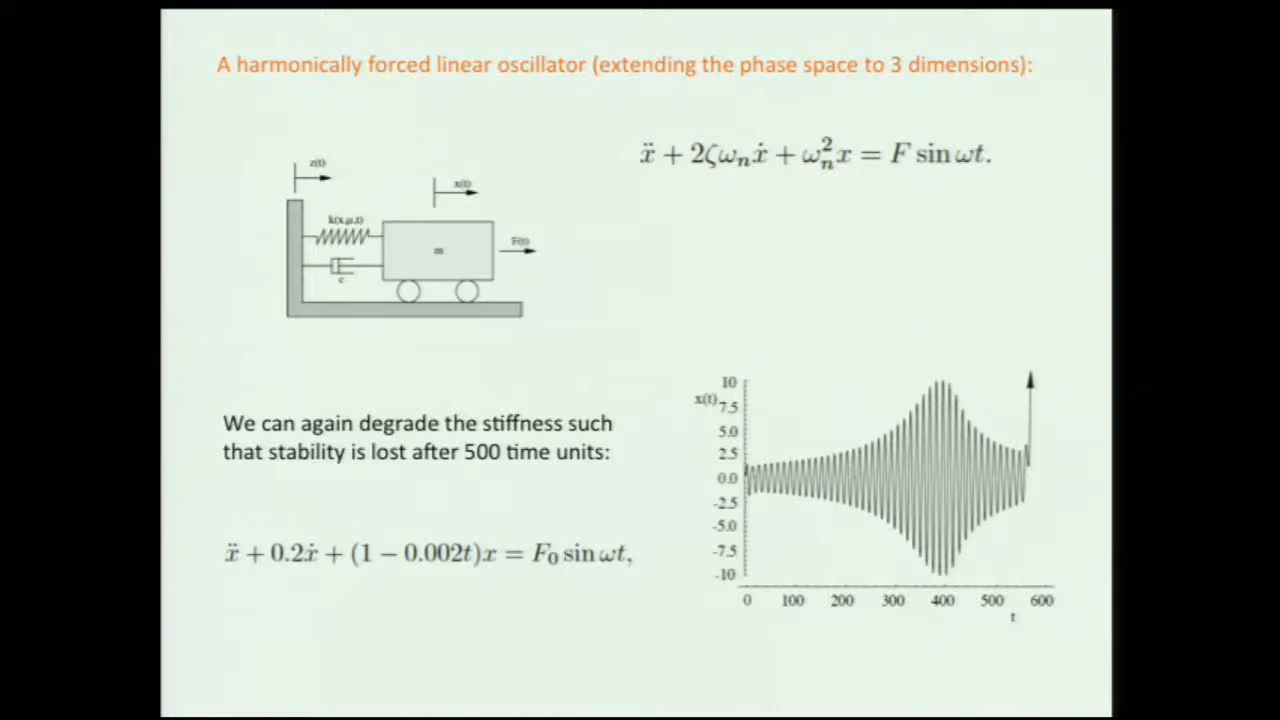 A harmonically forced linear oscillator (extending the phase space to 3 dimensions):
ẍ + 2ζωₙẋ + ωₙ²x = F sin ωt.
z(t)
x(t)
k(x,μ,t)
F(t)
m
c
We can again degrade the stiffness such
that stability is lost after 500 time units:
ẍ + 0.2ẋ + (1 − 0.002t)x = F₀ sin ωt,
x(t)
10
7.5
5.0
2.5
0.0
-2.5
-5.0
-7.5
-10
0 100 200 300 400 500 600
t